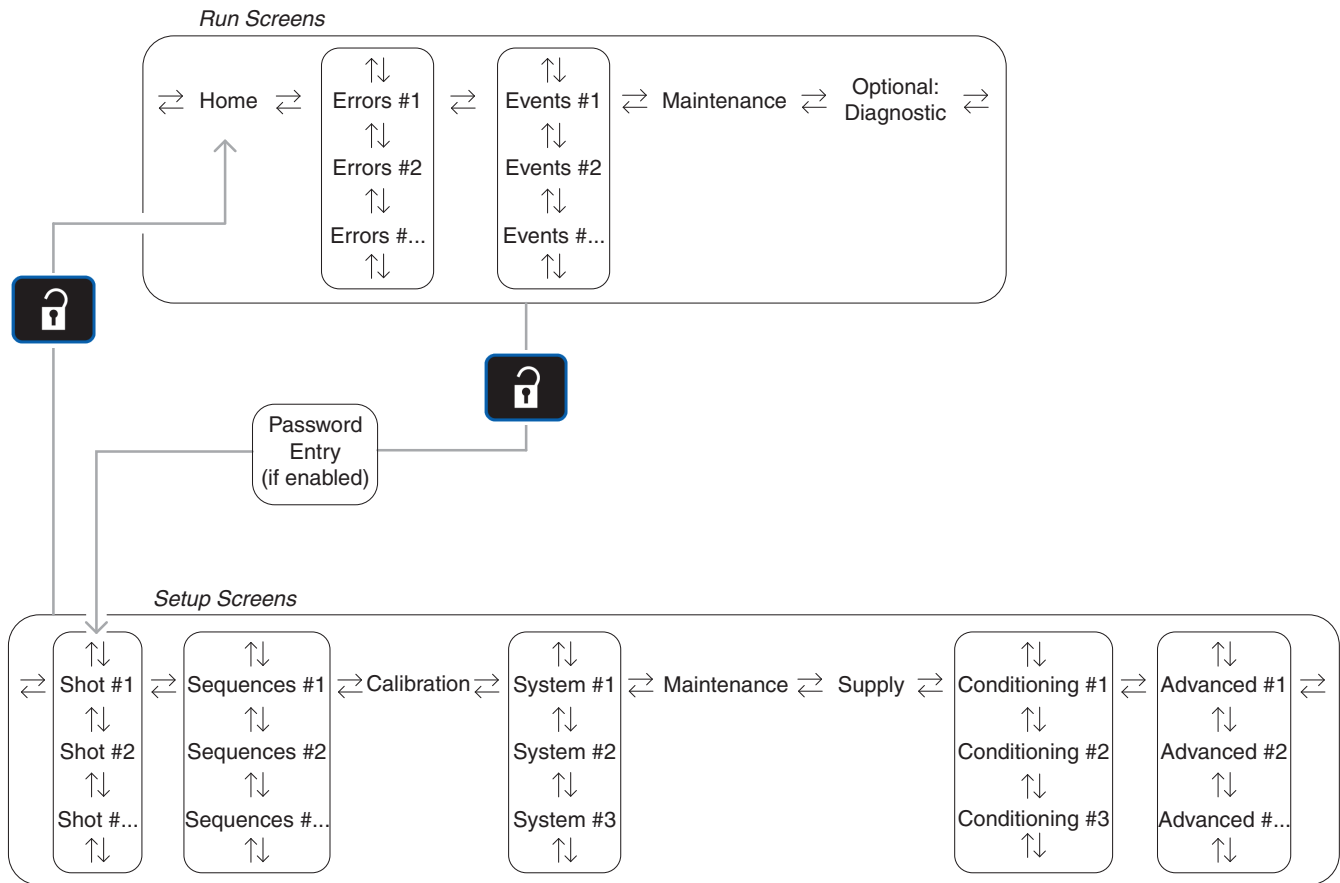 Run Screens
Home
Errors #1
Errors #2
Errors #...
Events #1
Events #2
Events #...
Maintenance
Optional:
Diagnostic
Password
Entry
(if enabled)
Setup Screens
Shot #1
Shot #2
Shot #...
Sequences #1
Sequences #2
Sequences #...
Calibration
System #1
System #2
System #3
Maintenance
Supply
Conditioning #1
Conditioning #2
Conditioning #3
Advanced #1
Advanced #2
Advanced #...